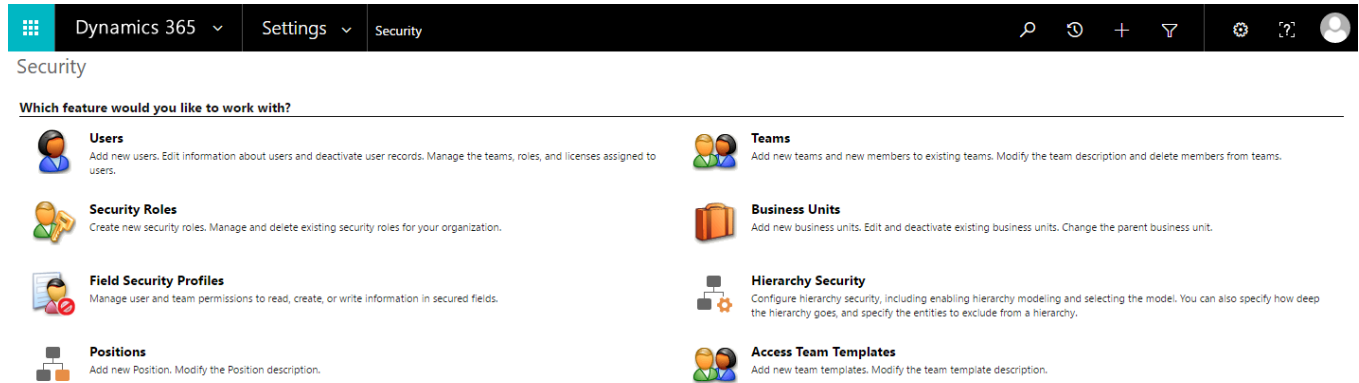 Dynamics 365 Settings Security
Security
Which feature would you like to work with?
Users
Add new users. Edit information about users and deactivate user records. Manage the teams, roles, and licenses assigned to
users.
Teams
Add new teams and new members to existing teams. Modify the team description and delete members from teams.
Security Roles
Create new security roles. Manage and delete existing security roles for your organization.
Business Units
Add new business units. Edit and deactivate existing business units. Change the parent business unit.
Field Security Profiles
Manage user and team permissions to read, create, or write information in secured fields.
Hierarchy Security
Configure hierarchy security, including enabling hierarchy modeling and selecting the model. You can also specify how deep
the hierarchy goes, and specify the entities to exclude from a hierarchy.
Positions
Add new Position. Modify the Position description.
Access Team Templates
Add new team templates. Modify the team template description.